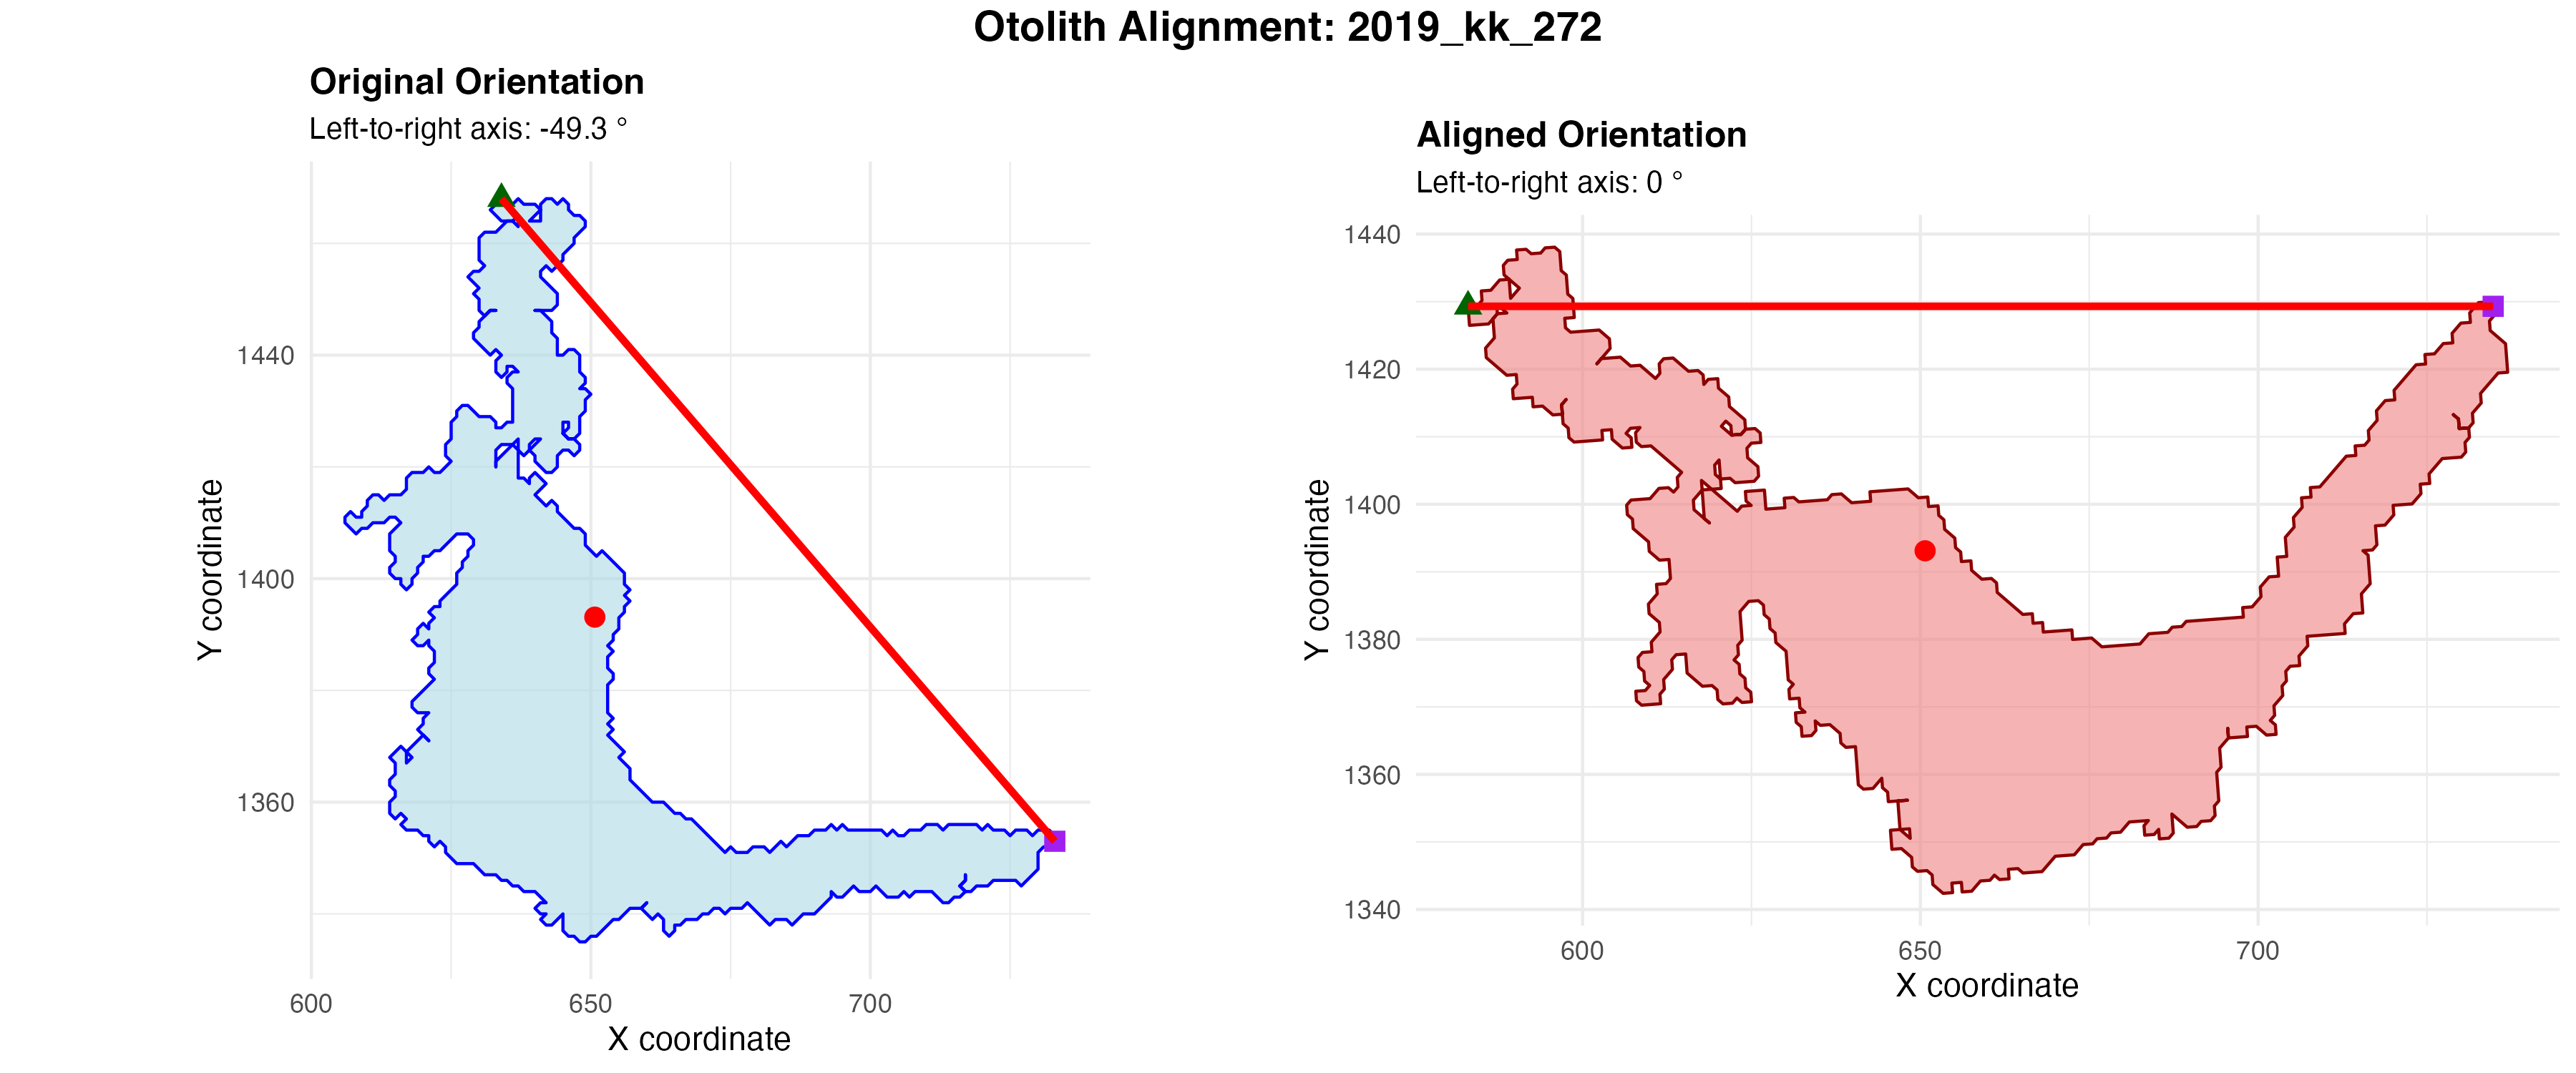 Otolith Alignment: 2019_kk_272
Original Orientation
Left-to-right axis: -49.3 °
1440
1400
1360
Y coordinate
600 650 700
X coordinate
Aligned Orientation
Left-to-right axis: 0 °
1440
1420
1400
1380
1360
1340
Y coordinate
600 650 700
X coordinate